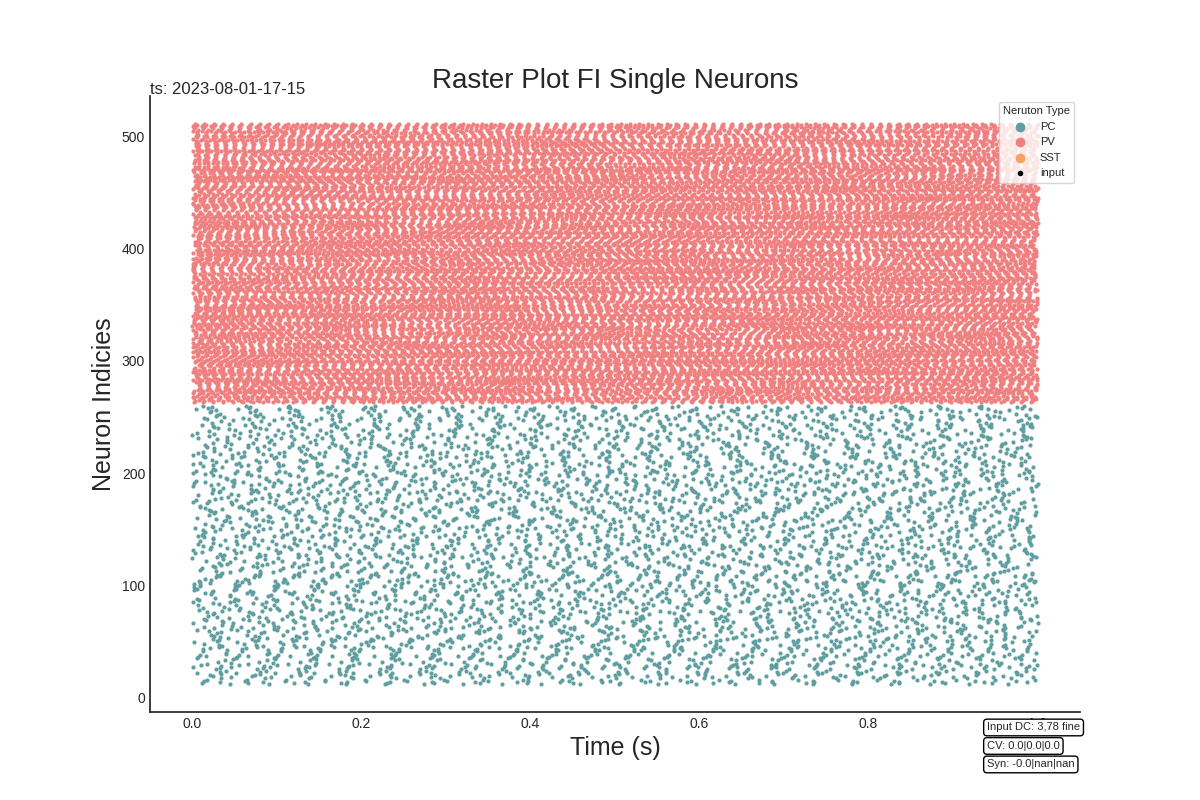 Raster Plot FI Single Neurons
ts: 2023-08-01-17-15
Neruton Type
PC
PV
SST
input
500
400
300
200
100
0
Neuron Indicies
0.0
0.2
0.4
0.6
0.8
Time (s)
Input DC: 3,78 fine
CV: 0.0|0.0|0.0
Syn: -0.0|nan|nan